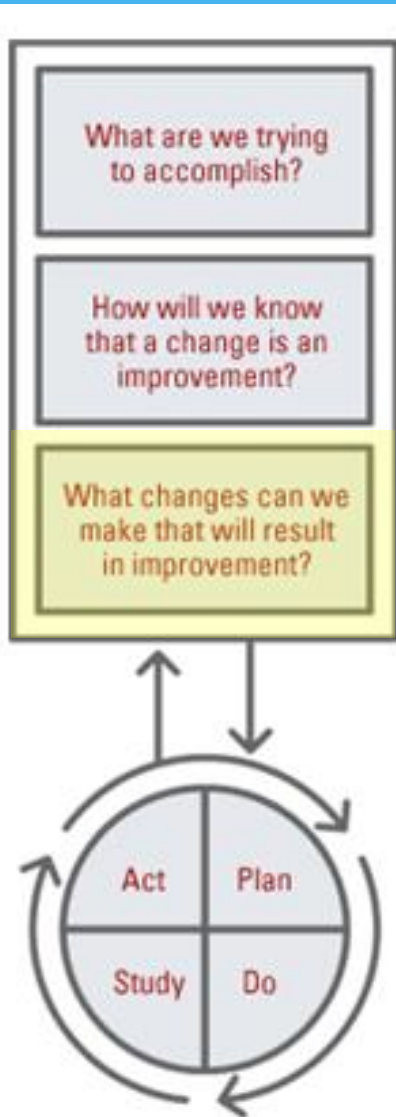 What are we trying
to accomplish?
How will we know
that a change is an
improvement?
What changes can we
make that will result
in improvement?
Act
Plan
Study
Do